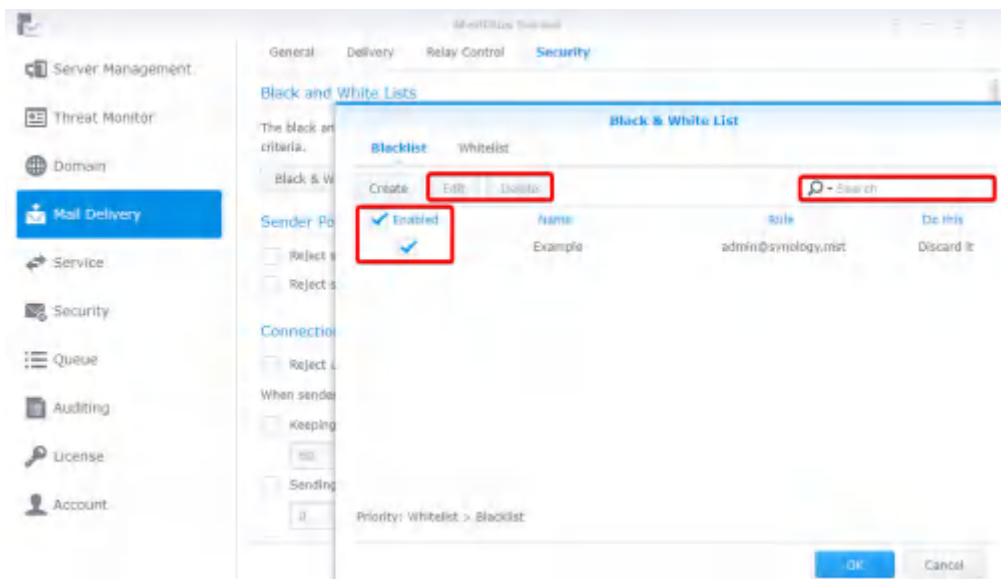 General Delivery Relay Control Security
Server Management
Threat Monitor
Domain
Mail Delivery
Service
Security
Queue
Auditing
License
Account
Black and White Lists
The black an
criteria.
Black & W
Sender Po
Reject s
Reject s
Connection
Reject u
When sende
Keeping
Sending
0
Black & White List
Blacklist Whitelist
Create Edit Delete Search
Enabled Name Rule Do this
Example admin@synology.mist Discard it
Priority: Whitelist > Blacklist
OK Cancel